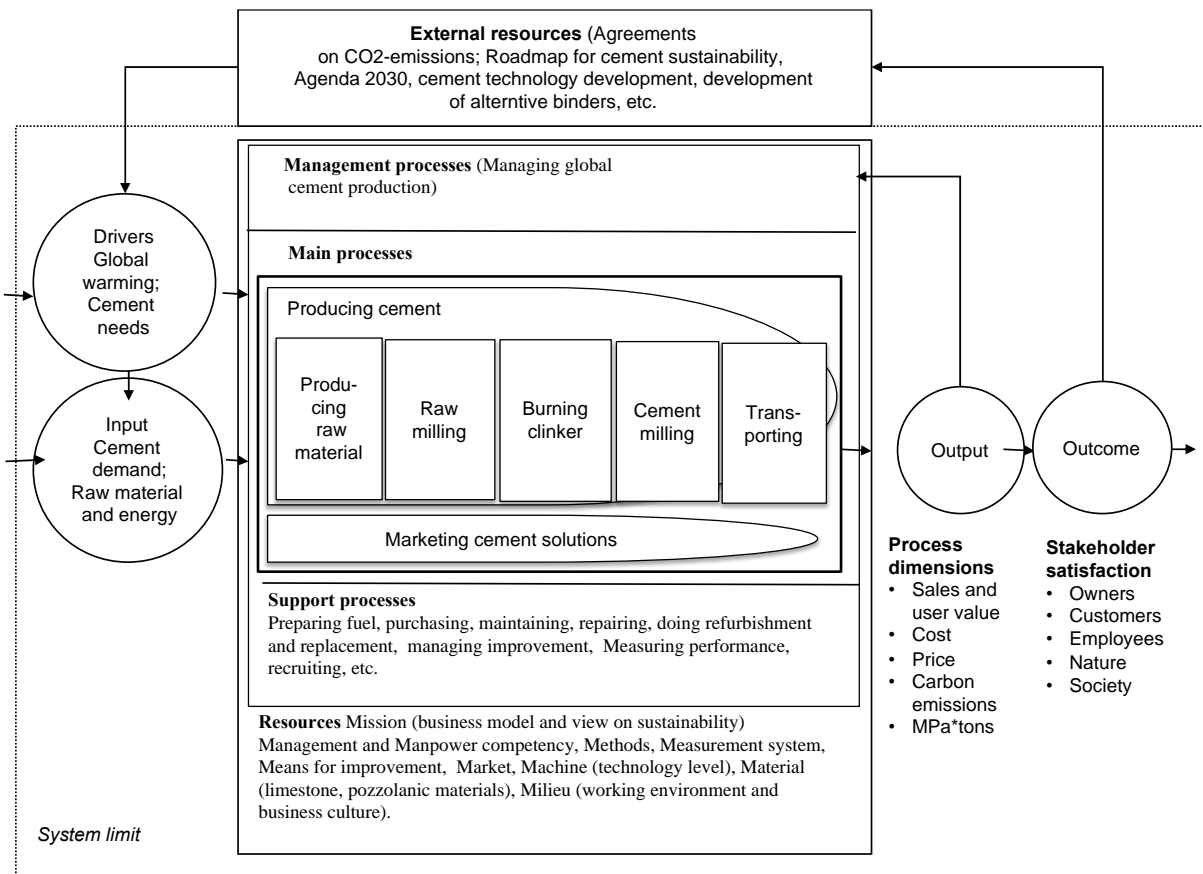 External resources (Agreements
on CO2-emissions; Roadmap for cement sustainability,
Agenda 2030, cement technology development, development
of alterntive binders, etc.
Management processes (Managing global
cement production)
Drivers
Global
warming;
Cement
needs
Main processes
Producing cement
Produ-
cing
raw
material
Raw
milling
Burning
clinker
Cement
milling
Trans-
porting
Input
Cement
demand;
Raw material
and energy
Output
Outcome
Marketing cement solutions
Process
dimensions
• Sales and
user value
• Cost
• Price
• Carbon
emissions
• MPa*tons
Stakeholder
satisfaction
• Owners
• Customers
• Employees
• Nature
• Society
Support processes
Preparing fuel, purchasing, maintaining, repairing, doing refurbishment
and replacement, managing improvement, Measuring performance,
recruiting, etc.
Resources Mission (business model and view on sustainability)
Management and Manpower competency, Methods, Measurement system,
Means for improvement, Market, Machine (technology level), Material
(limestone, pozzolanic materials), Milieu (working environment and
business culture).
System limit